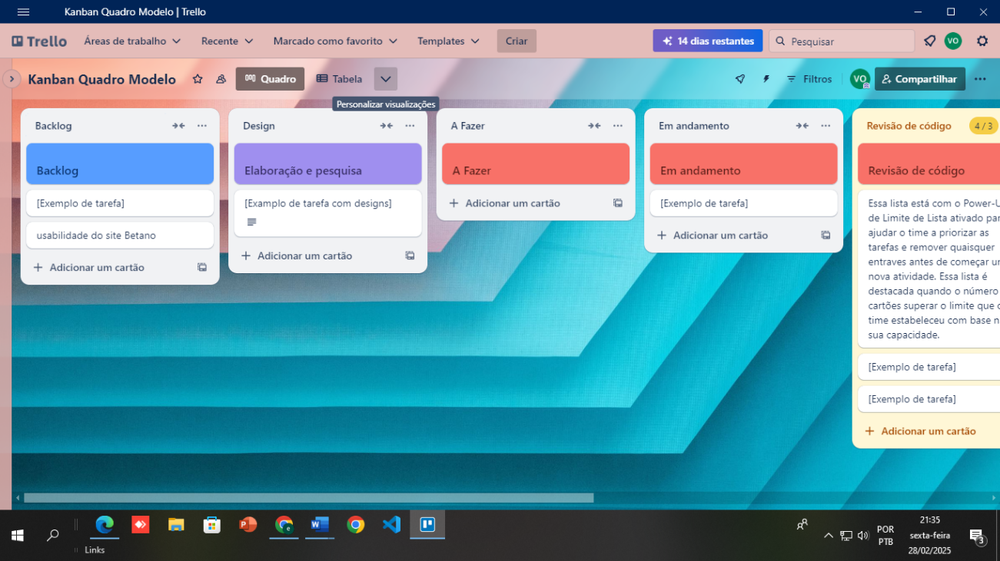 Kanban Quadro Modelo | Trello
Trello
Áreas de trabalho
Recente
Marcado como favorito
Templates
Criar
14 dias restantes
Pesquisar
VO
Kanban Quadro Modelo
Quadro
Tabela
Filtros
VO
Compartilhar
Personalizar visualizações
Backlog
Backlog
[Exemplo de tarefa]
usabilidade do site Betano
Adicionar um cartão
Design
Elaboração e pesquisa
[Examplo de tarefa com designs]
Adicionar um cartão
A Fazer
A Fazer
Adicionar um cartão
Em andamento
Em andamento
[Exemplo de tarefa]
Adicionar um cartão
Revisão de código
4 / 3
Revisão de código
Essa lista está com o Power-U
de Limite de Lista ativado par
ajudar o time a priorizar as
tarefas e remover quaisquer
entraves antes de começar u
nova atividade. Essa lista é
destacada quando o número
cartões superar o limite que o
time estabeleceu com base n
sua capacidade.
[Exemplo de tarefa]
[Exemplo de tarefa]
Adicionar um cartão
Links
POR
PTB
21:35
sexta-feira
28/02/2025
3